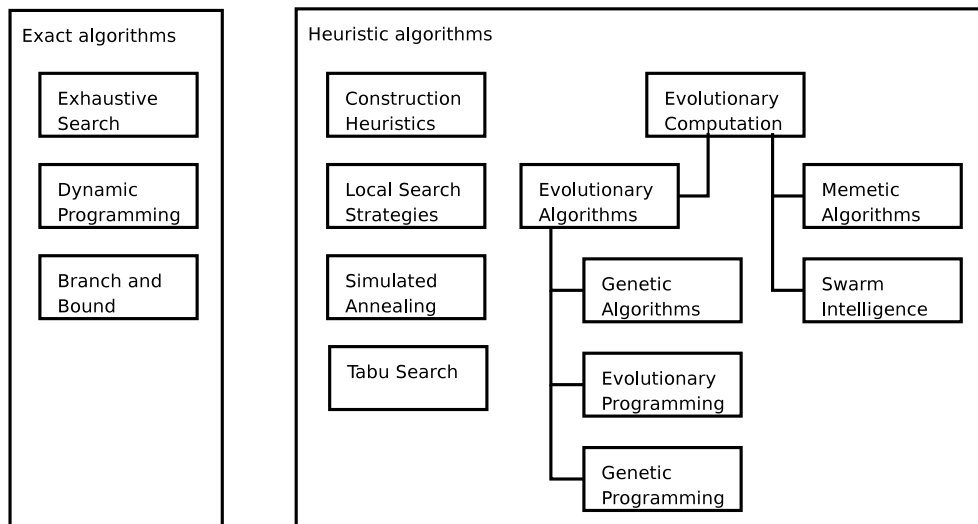 Exact algorithms
Exhaustive
Search
Dynamic
Programming
Branch and
Bound
Heuristic algorithms
Construction
Heuristics
Local Search
Strategies
Simulated
Annealing
Tabu Search
Evolutionary
Computation
Evolutionary
Algorithms
Genetic
Algorithms
Evolutionary
Programming
Genetic
Programming
Memetic
Algorithms
Swarm
Intelligence